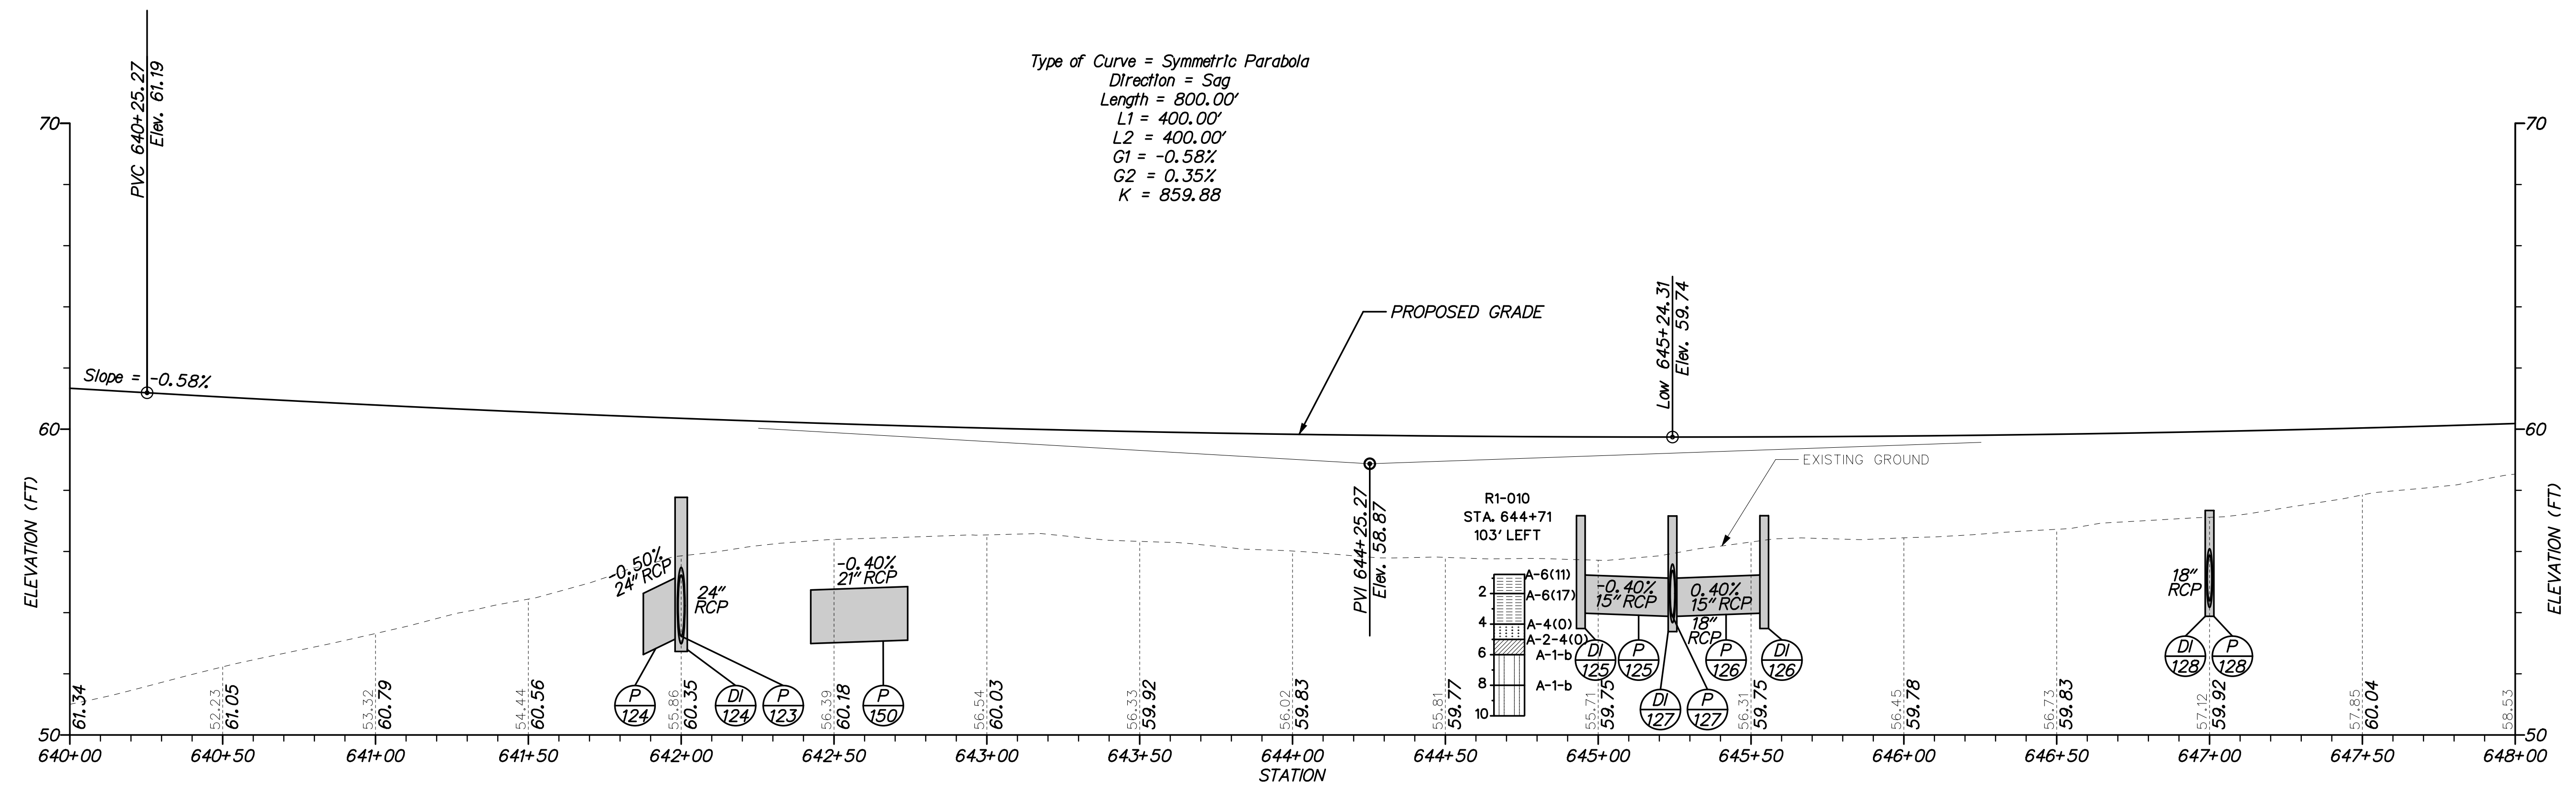 PVC 640+25.27
Elev. 61.19
Type of Curve = Symmetric Parabola
Direction = Sag
Length = 800.00'
L1 = 400.00'
L2 = 400.00'
G1 = -0.58%
G2 = 0.35%
K = 859.88
70
70
PROPOSED GRADE
Low 645+24.31
Elev. 59.74
Slope = -0.58%
60
60
EXISTING GROUND
PVI 644+25.27
Elev. 58.87
R1-010
STA. 644+71
103' LEFT
ELEVATION (FT)
ELEVATION (FT)
-0.50%
24" RCP
24"
RCP
-0.40%
21" RCP
A-6(11)
2
A-6(17)
4
A-4(0)
A-2-4(0)
6
A-1-b
8
A-1-b
10
-0.40%
15" RCP
0.40%
15" RCP
18"
RCP
18"
RCP
P
124
DI
124
P
123
P
150
DI
125
P
125
P
126
DI
126
DI
127
P
127
DI
128
P
128
61.34
52.23
61.05
53.32
60.79
54.44
60.56
55.86
60.35
56.39
60.18
56.54
60.03
56.33
59.92
56.02
59.83
55.81
59.77
55.71
59.75
56.31
59.75
56.45
59.78
56.73
59.83
57.12
59.92
57.85
60.04
58.53
50
50
640+00
640+50
641+00
641+50
642+00
642+50
643+00
643+50
644+00
644+50
645+00
645+50
646+00
646+50
647+00
647+50
648+00
STATION